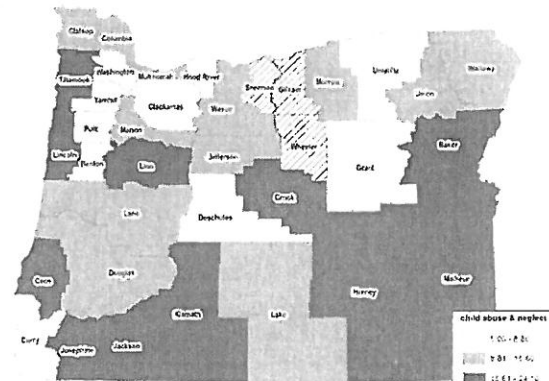 Clatsop
Columbia
Tillamook
Washington
Multnomah
Hood River
Yamhill
Clackamas
Polk
Marion
Wasco
Sherman
Gilliam
Morrow
Umatilla
Union
Wallowa
Lincoln
Benton
Linn
Jefferson
Wheeler
Grant
Baker
Crook
Deschutes
Lane
Coos
Douglas
Harney
Malheur
Klamath
Lake
Curry
Josephine
Jackson
child abuse & neglect